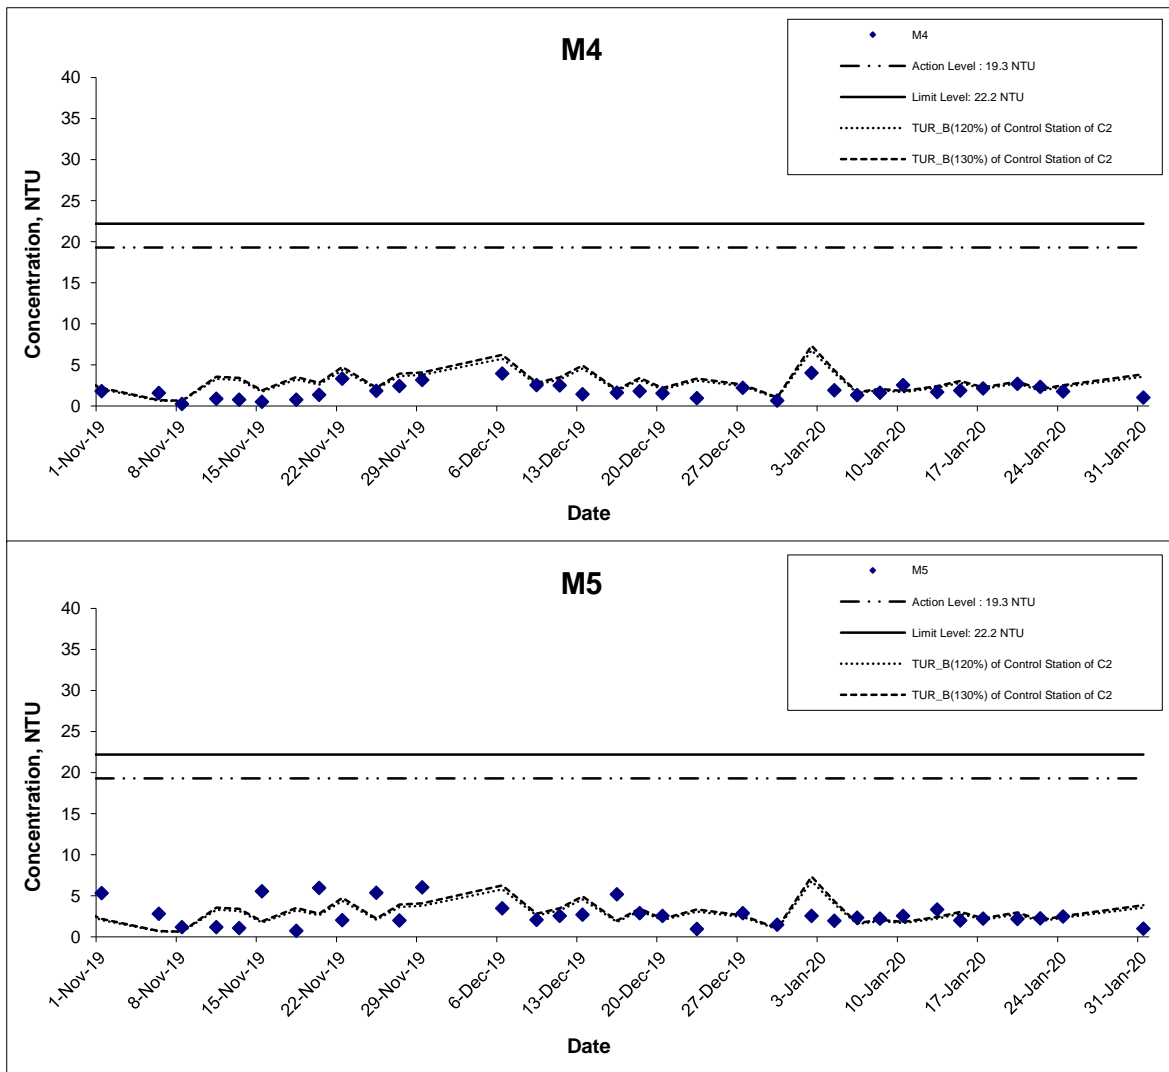 M4
M4
Action Level : 19.3 NTU
Limit Level: 22.2 NTU
TUR_B(120%) of Control Station of C2
TUR_B(130%) of Control Station of C2
Concentration, NTU
40
35
30
25
20
15
10
5
0
1-Nov-19
8-Nov-19
15-Nov-19
22-Nov-19
29-Nov-19
6-Dec-19
13-Dec-19
20-Dec-19
27-Dec-19
3-Jan-20
10-Jan-20
17-Jan-20
24-Jan-20
31-Jan-20
Date
M5
M5
Action Level : 19.3 NTU
Limit Level: 22.2 NTU
TUR_B(120%) of Control Station of C2
TUR_B(130%) of Control Station of C2
Concentration, NTU
40
35
30
25
20
15
10
5
0
1-Nov-19
8-Nov-19
15-Nov-19
22-Nov-19
29-Nov-19
6-Dec-19
13-Dec-19
20-Dec-19
27-Dec-19
3-Jan-20
10-Jan-20
17-Jan-20
24-Jan-20
31-Jan-20
Date